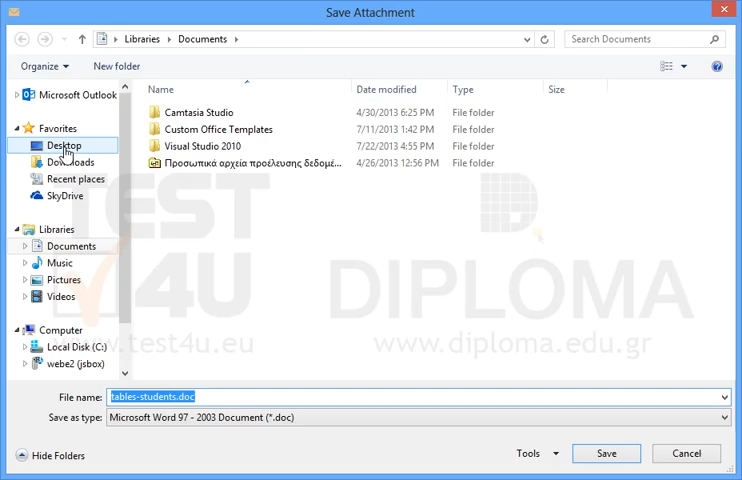 Save Attachment
Libraries Documents
Search Documents
Organize
New folder
Name Date modified Type Size
Microsoft Outlook
Favorites
Desktop
Downloads
Recent places
SkyDrive
Libraries
Documents
Music
Pictures
Videos
Computer
Local Disk (C:)
webe2 (jsbox)
Camtasia Studio 4/30/2013 6:25 PM File folder
Custom Office Templates 7/11/2013 1:42 PM File folder
Visual Studio 2010 7/22/2013 4:55 PM File folder
Προσωπικά αρχεία προέλευσης δεδομέ... 4/26/2013 12:56 PM File folder
TEST
4U
DIPLOMA
www.test4u.eu
www.diploma.edu.gr
File name: tables-students.doc
Save as type: Microsoft Word 97 - 2003 Document (*.doc)
Hide Folders
Tools
Save
Cancel